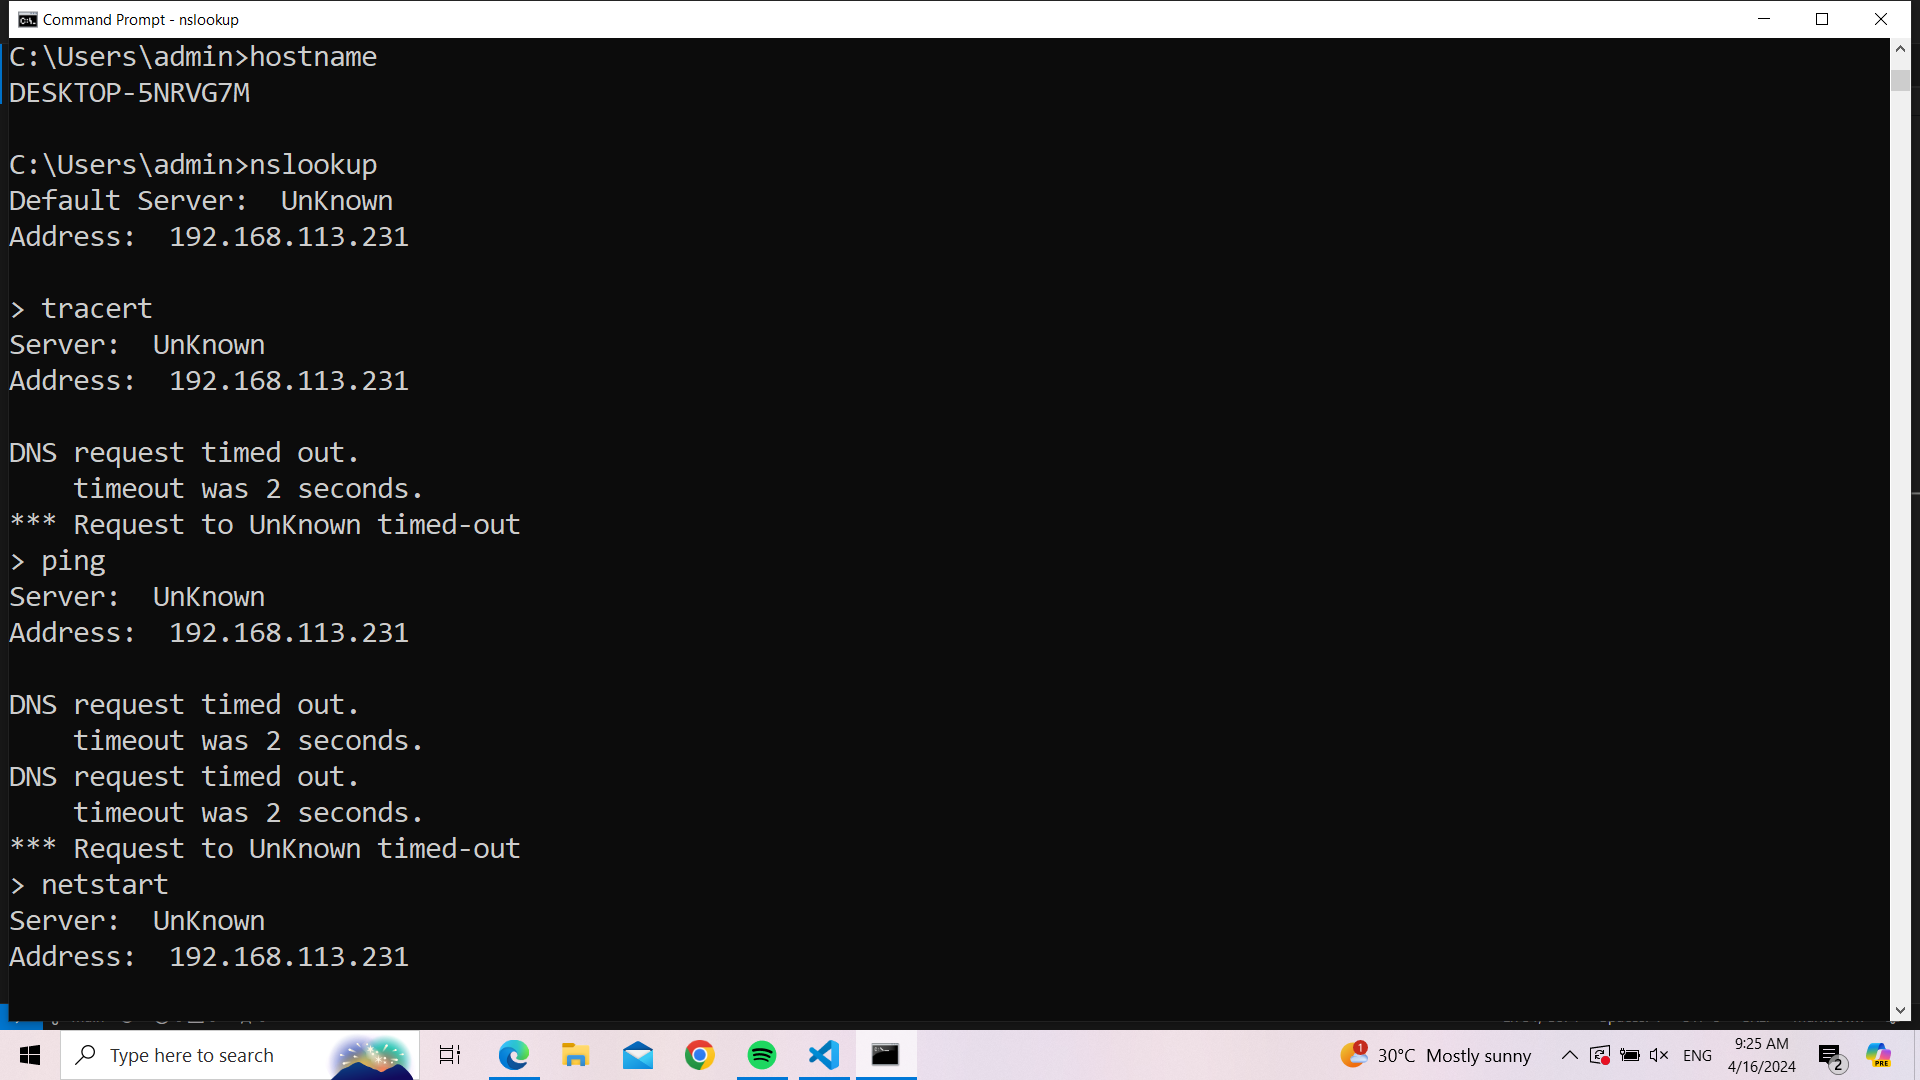 Command Prompt - nslookup
C:\Users\admin>hostname
DESKTOP-5NRVG7M
C:\Users\admin>nslookup
Default Server:  UnKnown
Address:  192.168.113.231
> tracert
Server:  UnKnown
Address:  192.168.113.231
DNS request timed out.
    timeout was 2 seconds.
*** Request to UnKnown timed-out
> ping
Server:  UnKnown
Address:  192.168.113.231
DNS request timed out.
    timeout was 2 seconds.
DNS request timed out.
    timeout was 2 seconds.
*** Request to UnKnown timed-out
> netstart
Server:  UnKnown
Address:  192.168.113.231
Type here to search
1
30°C Mostly sunny
ENG
9:25 AM
4/16/2024
2
PRE